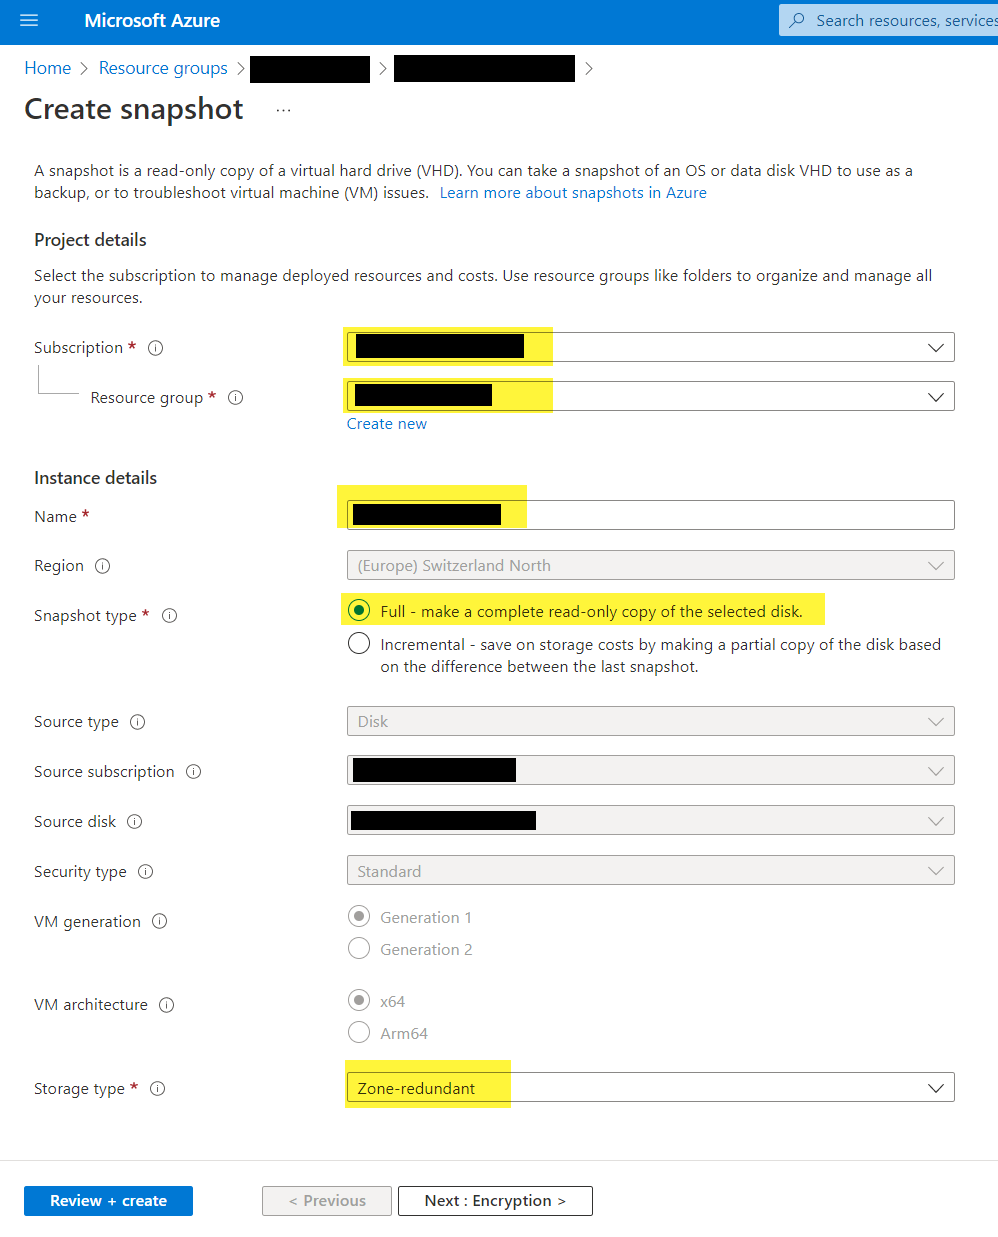 Microsoft Azure
Search resources, services
Home > Resource groups > > >
Create snapshot ...
A snapshot is a read-only copy of a virtual hard drive (VHD). You can take a snapshot of an OS or data disk VHD to use as a
backup, or to troubleshoot virtual machine (VM) issues. Learn more about snapshots in Azure
Project details
Select the subscription to manage deployed resources and costs. Use resource groups like folders to organize and manage all
your resources.
Subscription *
Resource group *
Create new
Instance details
Name *
Region
(Europe) Switzerland North
Snapshot type *
Full - make a complete read-only copy of the selected disk.
Incremental - save on storage costs by making a partial copy of the disk based
on the difference between the last snapshot.
Source type
Disk
Source subscription
Source disk
Security type
Standard
VM generation
Generation 1
Generation 2
VM architecture
x64
Arm64
Storage type *
Zone-redundant
Review + create
< Previous
Next : Encryption >